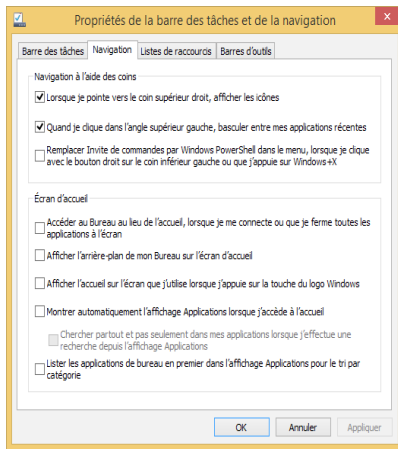 Propriétés de la barre des tâches et de la navigation
Barre des tâches Navigation Listes de raccourcis Barres d'outils
Navigation à l'aide des coins
Lorsque je pointe vers le coin supérieur droit, afficher les icônes
Quand je clique dans l'angle supérieur gauche, basculer entre mes applications récentes
Remplacer Invite de commandes par Windows PowerShell dans le menu, lorsque je clique
avec le bouton droit sur le coin inférieur gauche ou que j'appuie sur Windows+X
Écran d'accueil
Accéder au Bureau au lieu de l'accueil, lorsque je me connecte ou que je ferme toutes les
applications à l'écran
Afficher l'arrière-plan de mon Bureau sur l'écran d'accueil
Afficher l'accueil sur l'écran que j'utilise lorsque j'appuie sur la touche du logo Windows
Montrer automatiquement l'affichage Applications lorsque j'accède à l'accueil
Chercher partout et pas seulement dans mes applications lorsque j'effectue une
recherche depuis l'affichage Applications
Lister les applications de bureau en premier dans l'affichage Applications pour le tri par
catégorie
OK Annuler Appliquer